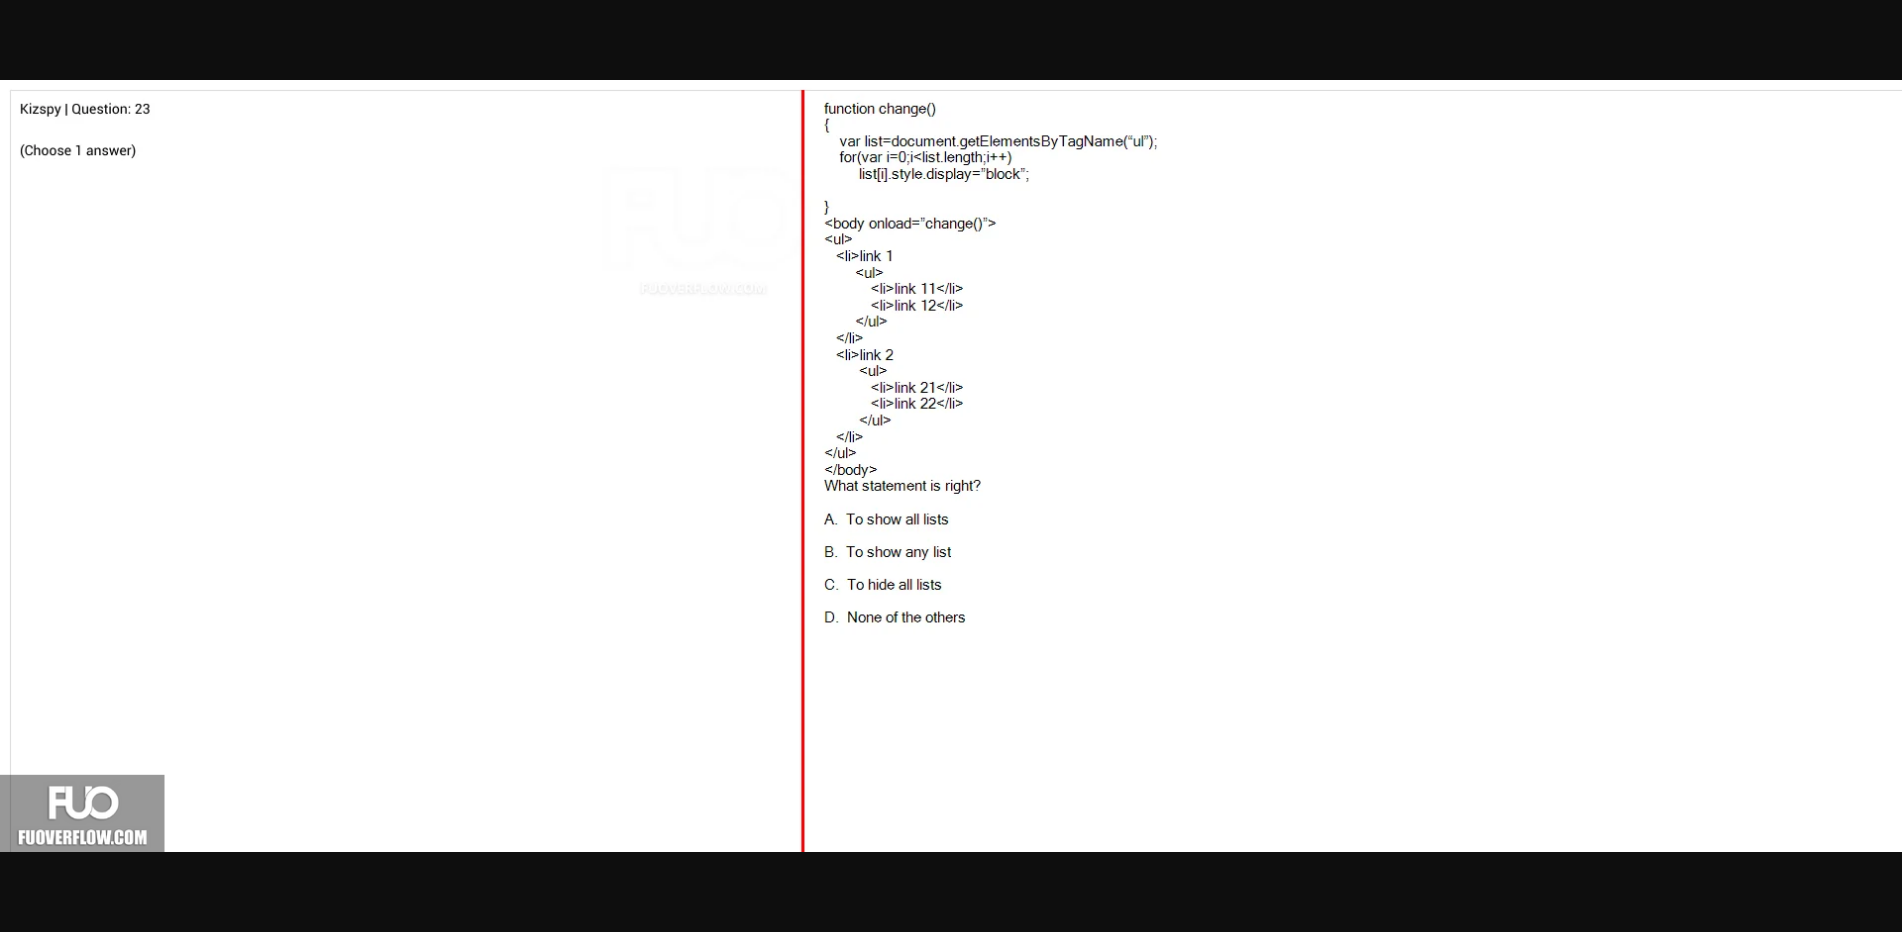 Kizspy | Question: 23
(Choose 1 answer)
FUO
FUOVERFLOW.COM
function change()
{
var list=document.getElementsByTagName(“ul”);
for(var i=0;i<list.length;i++)
list[i].style.display=”block”;
}
<body onload=”change()”>
<ul>
<li>link 1
<ul>
<li>link 11</li>
<li>link 12</li>
</ul>
</li>
<li>link 2
<ul>
<li>link 21</li>
<li>link 22</li>
</ul>
</li>
</ul>
</body>
What statement is right?
A. To show all lists
B. To show any list
C. To hide all lists
D. None of the others
FUO
FUOVERFLOW.COM